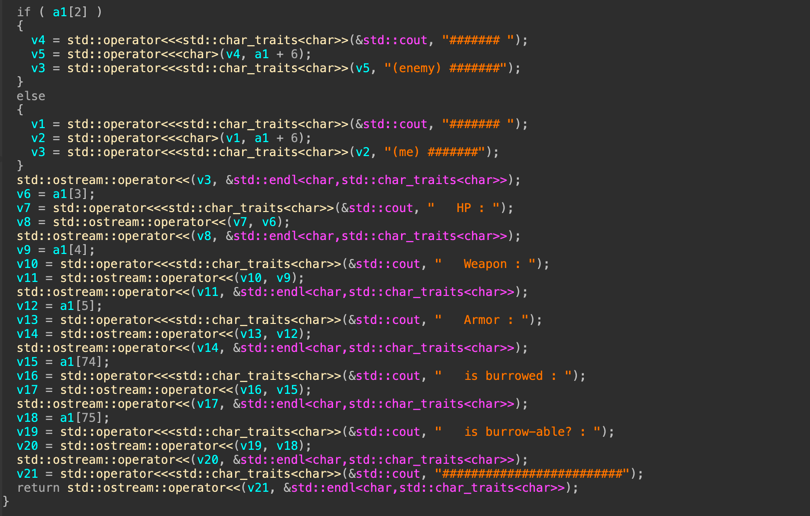 if ( a1[2] )
{
v4 = std::operator<<<std::char_traits<char>>(&std::cout, "####### ");
v5 = std::operator<<<char>(v4, a1 + 6);
v3 = std::operator<<<std::char_traits<char>>(v5, "(enemy) #######");
}
else
{
v1 = std::operator<<<std::char_traits<char>>(&std::cout, "####### ");
v2 = std::operator<<<char>(v1, a1 + 6);
v3 = std::operator<<<std::char_traits<char>>(v2, "(me) #######");
}
std::ostream::operator<<(v3, &std::endl<char,std::char_traits<char>>);
v6 = a1[3];
v7 = std::operator<<<std::char_traits<char>>(&std::cout, "   HP : ");
v8 = std::ostream::operator<<(v7, v6);
std::ostream::operator<<(v8, &std::endl<char,std::char_traits<char>>);
v9 = a1[4];
v10 = std::operator<<<std::char_traits<char>>(&std::cout, "   Weapon : ");
v11 = std::ostream::operator<<(v10, v9);
std::ostream::operator<<(v11, &std::endl<char,std::char_traits<char>>);
v12 = a1[5];
v13 = std::operator<<<std::char_traits<char>>(&std::cout, "   Armor : ");
v14 = std::ostream::operator<<(v13, v12);
std::ostream::operator<<(v14, &std::endl<char,std::char_traits<char>>);
v15 = a1[74];
v16 = std::operator<<<std::char_traits<char>>(&std::cout, "   is burrowed : ");
v17 = std::ostream::operator<<(v16, v15);
std::ostream::operator<<(v17, &std::endl<char,std::char_traits<char>>);
v18 = a1[75];
v19 = std::operator<<<std::char_traits<char>>(&std::cout, "   is burrow-able? : ");
v20 = std::ostream::operator<<(v19, v18);
std::ostream::operator<<(v20, &std::endl<char,std::char_traits<char>>);
v21 = std::operator<<<std::char_traits<char>>(&std::cout, "#########################");
return std::ostream::operator<<(v21, &std::endl<char,std::char_traits<char>>);
}